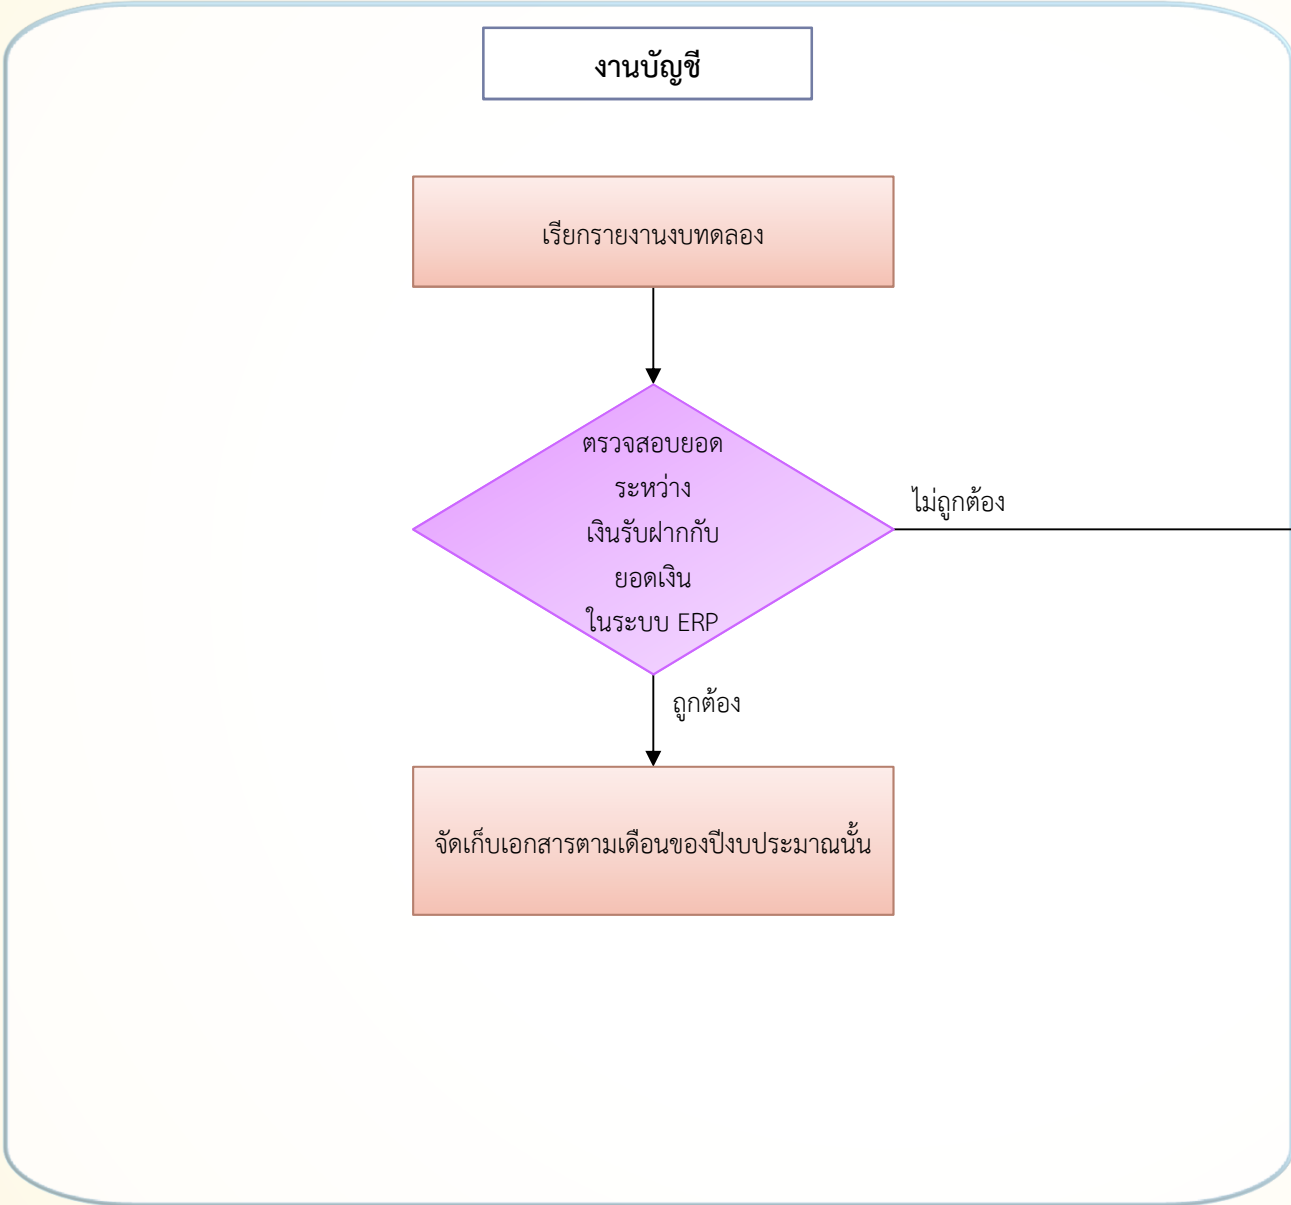 งานบัญชี
เรียกรายงานงบทดลอง
ตรวจสอบยอด
ระหว่าง
เงินรับฝากกับ
ยอดเงิน
ในระบบ ERP
ไม่ถูกต้อง
ถูกต้อง
จัดเก็บเอกสารตามเดือนของปีงบประมาณนั้น